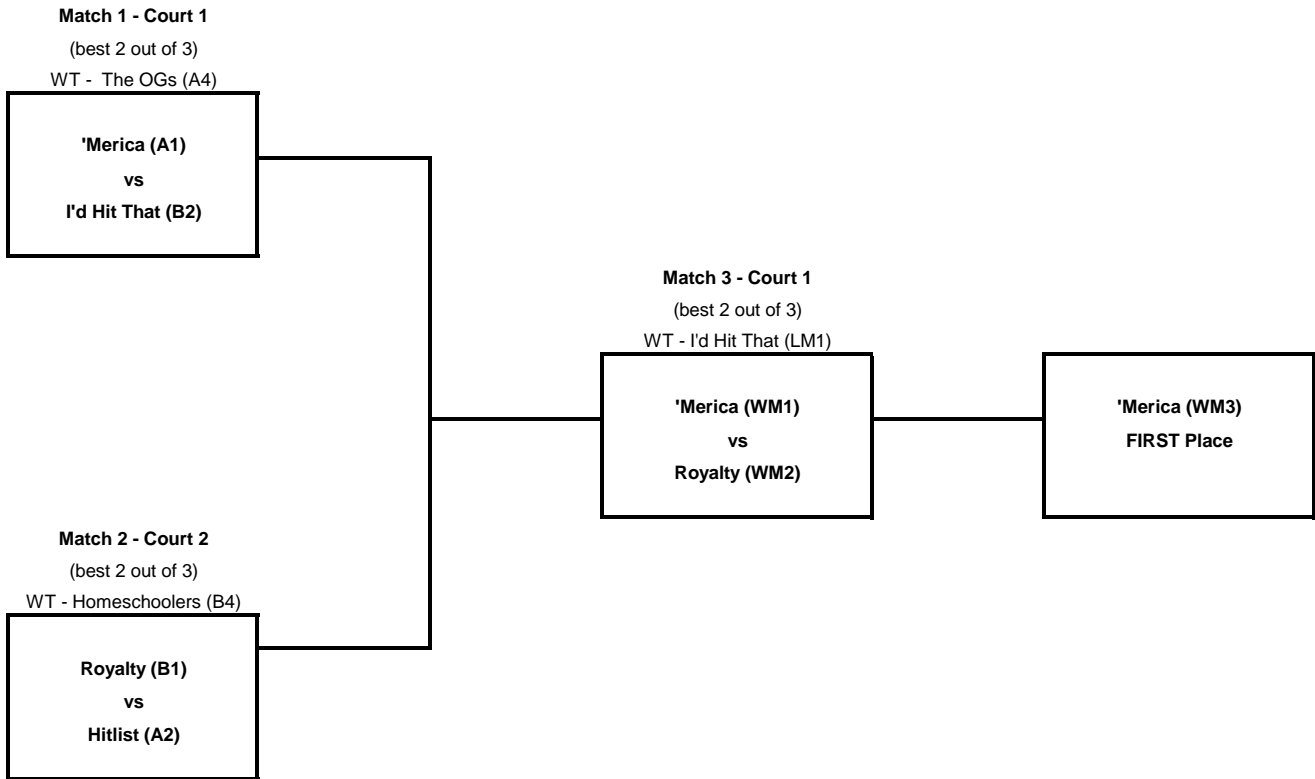 Match 1 - Court 1
(best 2 out of 3)
WT -  The OGs (A4)
'Merica (A1)
vs
I'd Hit That (B2)
Match 3 - Court 1
(best 2 out of 3)
WT - I'd Hit That (LM1)
'Merica (WM1)
vs
Royalty (WM2)
'Merica (WM3)
FIRST Place
Match 2 - Court 2
(best 2 out of 3)
WT - Homeschoolers (B4)
Royalty (B1)
vs
Hitlist (A2)